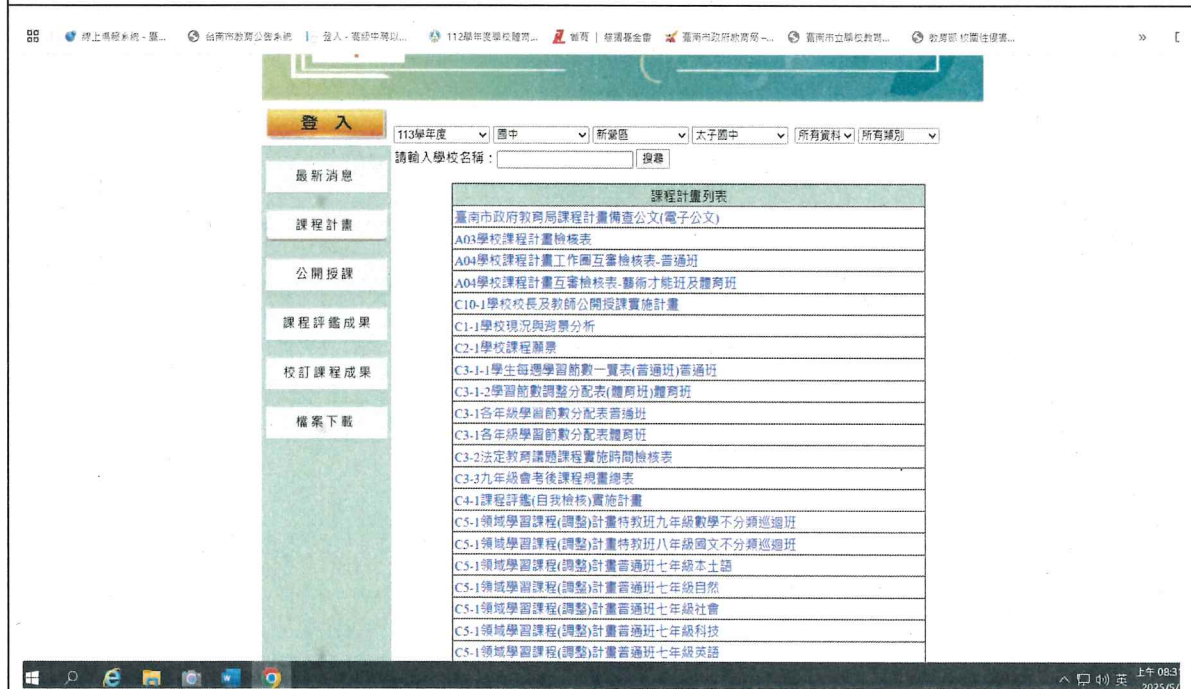 線上填報系統 - 臺...
台南市教育公告系統
登入 - 高級中等以...
112學年度學校體育...
首頁 | 慈濟基金會
臺南市政府教育局 –...
臺南市立學校教務...
教育部 校園性侵害...
»
登 入
113學年度 國中 新營區 太子國中 所有資料 所有類別
請輸入學校名稱： 搜尋
最新消息
課程計畫
公開授課
課程評鑑成果
校訂課程成果
檔案下載
課程計畫列表
臺南市政府教育局課程計畫備查公文(電子公文)
A03學校課程計畫檢核表
A04學校課程計畫工作圈互審檢核表-普通班
A04學校課程計畫互審檢核表-藝術才能班及體育班
C10-1學校校長及教師公開授課實施計畫
C1-1學校現況與背景分析
C2-1學校課程願景
C3-1-1學生每週學習節數一覽表(普通班)普通班
C3-1-2學習節數調整分配表(體育班)體育班
C3-1各年級學習節數分配表普通班
C3-1各年級學習節數分配表體育班
C3-2法定教育議題課程實施時間檢核表
C3-3九年級會考後課程規畫總表
C4-1課程評鑑(自我檢核)實施計畫
C5-1領域學習課程(調整)計畫特教班九年級數學不分類巡迴班
C5-1領域學習課程(調整)計畫特教班八年級國文不分類巡迴班
C5-1領域學習課程(調整)計畫普通班七年級本土語
C5-1領域學習課程(調整)計畫普通班七年級自然
C5-1領域學習課程(調整)計畫普通班七年級社會
C5-1領域學習課程(調整)計畫普通班七年級科技
C5-1領域學習課程(調整)計畫普通班七年級英語
英
上午 08:3
2025/5/